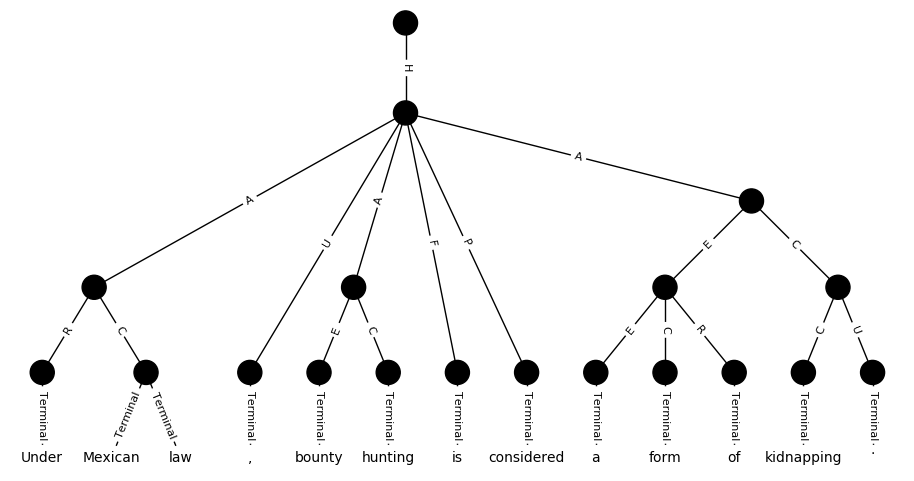 H
A
A
U
A
F
P
E
C
R
C
E
C
E
C
R
C
U
Terminal Terminal Terminal Terminal Terminal Terminal Terminal Terminal Terminal Terminal Terminal Terminal Terminal
Under Mexican law , bounty hunting is considered a form of kidnapping .